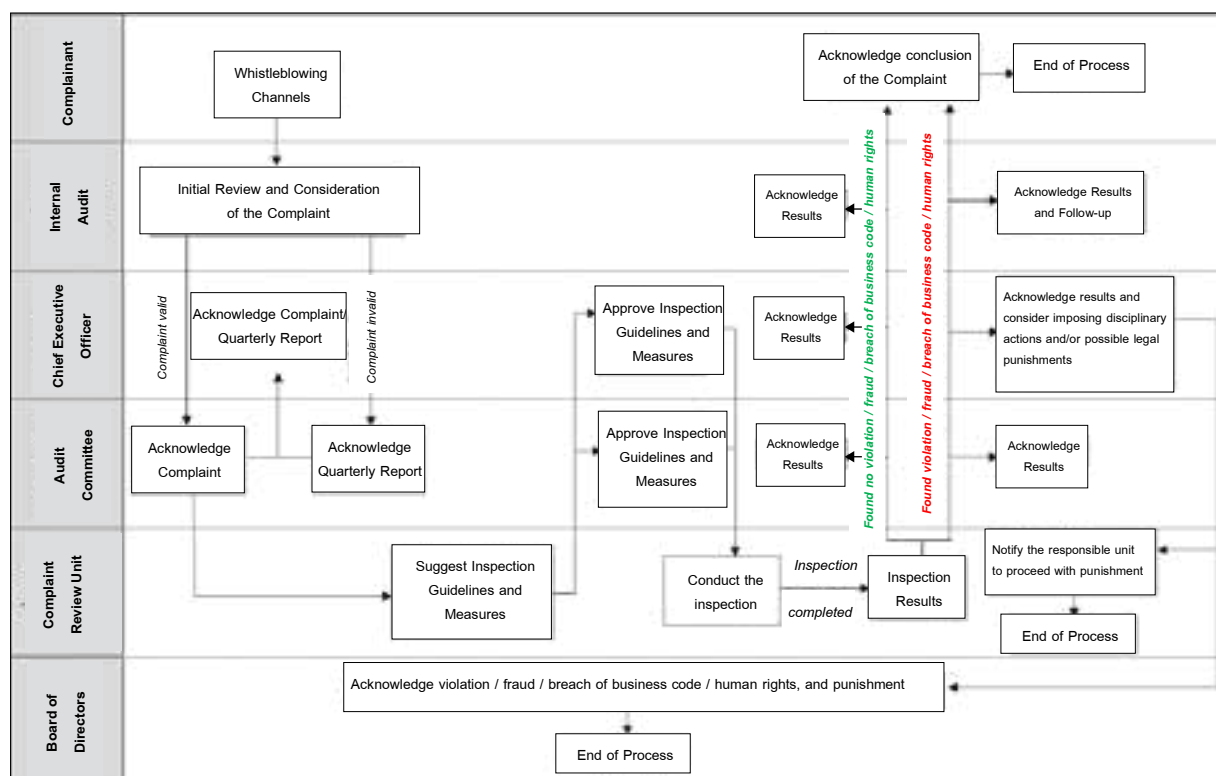 Complainant
Whistleblowing
Channels
Acknowledge conclusion
of the Complaint
End of Process
Internal
Audit
Initial Review and Consideration
of the Complaint
Acknowledge
Results
Acknowledge Results
and Follow-up
Complaint valid
Complaint invalid
Found no violation / fraud / breach of business code / human rights
Found violation / fraud / breach of business code / human rights
Chief Executive
Officer
Acknowledge Complaint/
Quarterly Report
Approve Inspection
Guidelines and
Measures
Acknowledge
Results
Acknowledge results and
consider imposing disciplinary
actions and/or possible legal
punishments
Audit
Committee
Acknowledge
Complaint
Acknowledge
Quarterly Report
Approve Inspection
Guidelines and
Measures
Acknowledge
Results
Acknowledge
Results
Complaint
Review Unit
Suggest Inspection
Guidelines and
Measures
Conduct the
inspection
Inspection
completed
Inspection
Results
Notify the responsible unit
to proceed with punishment
End of Process
Board of
Directors
Acknowledge violation / fraud / breach of business code / human rights, and punishment
End of Process